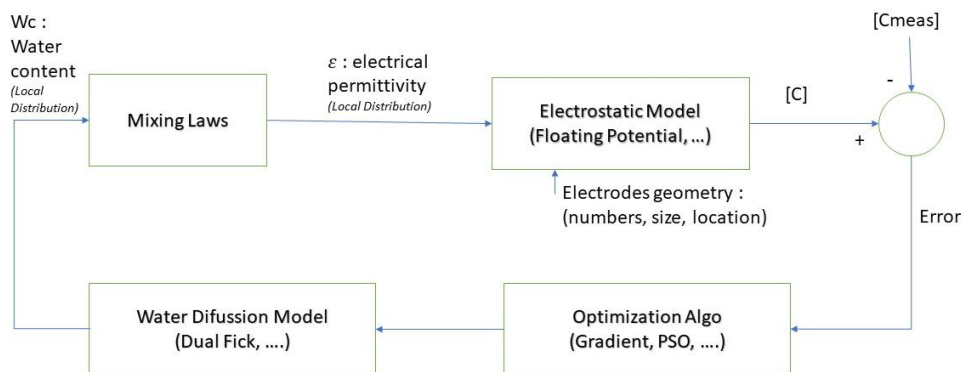 Wc :
Water
content
(Local
Distribution)
Mixing Laws
ε : electrical
permittivity
(Local Distribution)
Electrostatic Model
(Floating Potential, ...)
Electrodes geometry :
(numbers, size, location)
[C]
[Cmeas]
-
+
Error
Water Difussion Model
(Dual Fick, ....)
Optimization Algo
(Gradient, PSO, ....)